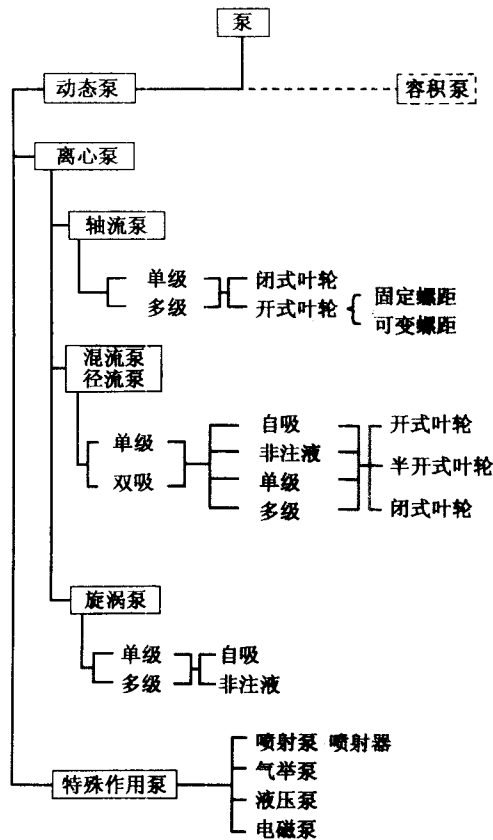 泵
动态泵 容积泵
离心泵
轴流泵
单级 闭式叶轮
多级 开式叶轮 固定螺距
可变螺距
混流泵
径流泵
单级 自吸 开式叶轮
非注液 半开式叶轮
双吸 单级 闭式叶轮
多级
旋涡泵
单级 自吸
多级 非注液
喷射泵 喷射器
特殊作用泵 气举泵
液压泵
电磁泵